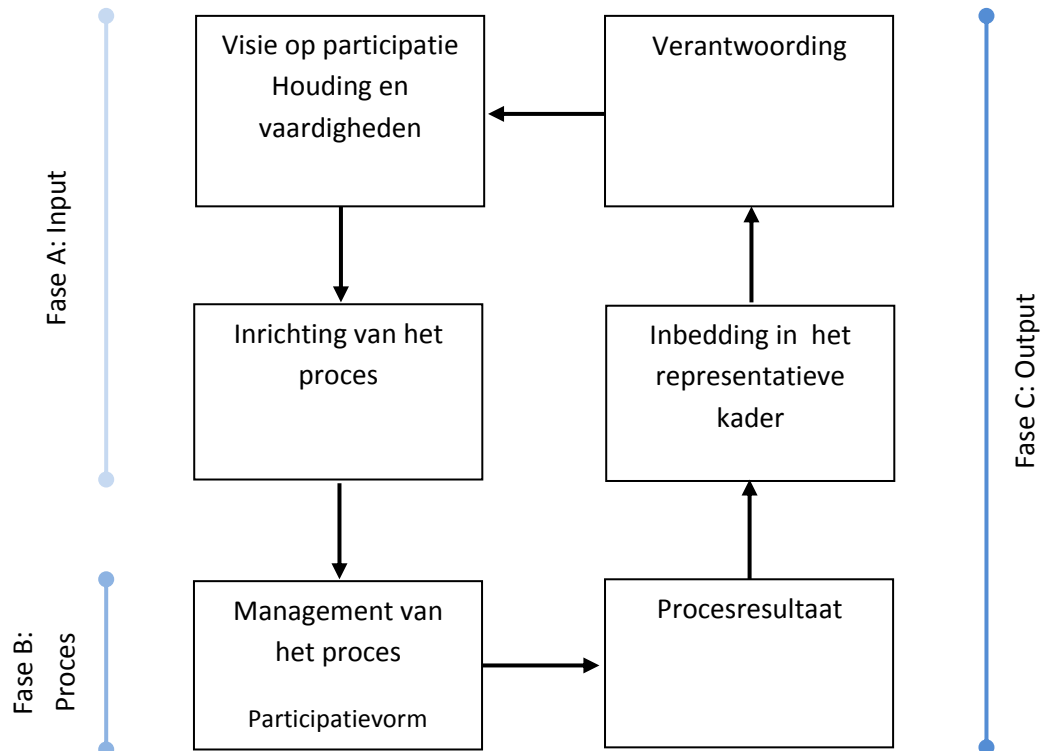 Fase A: Input
Visie op participatie
Houding en
vaardigheden
Inrichting van het
proces
Fase B:
Proces
Management van
het proces
Participatievorm
Procesresultaat
Inbedding in het
representatieve
kader
Verantwoording
Fase C: Output